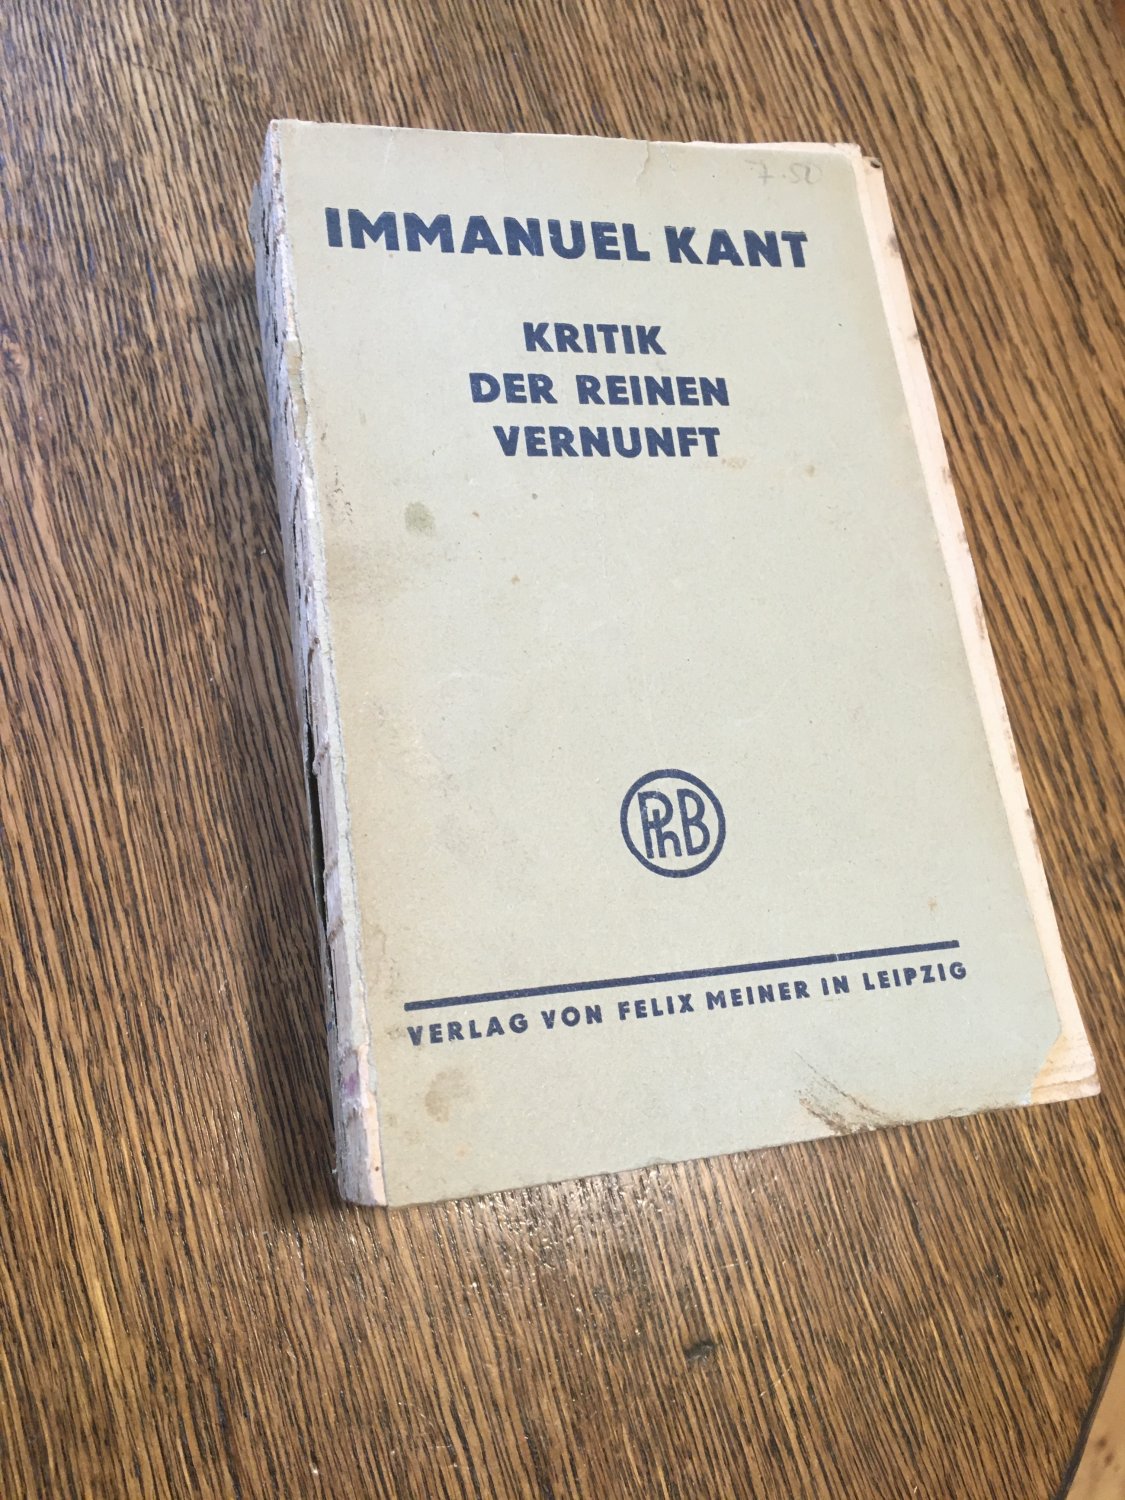 7.50
IMMANUEL KANT
KRITIK
DER REINEN
VERNUNFT
PhB
VERLAG VON FELIX MEINER IN LEIPZIG